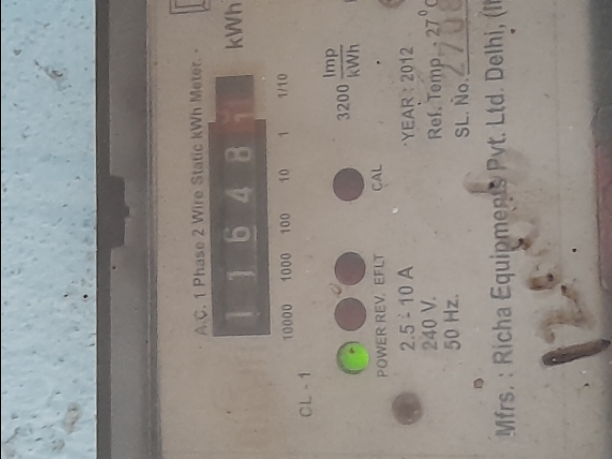 A.C. 1 Phase 2 Wire Static kWh Meter.
kWh
1 1 6 4 8
10000 1000 100 10 1 1/10
CL - 1
3200 Imp/kWh
POWER REV. EFLT CAL
2.5 - 10 A
240 V.
50 Hz.
YEAR : 2012
Ref. Temp. : 27°C
SL. No.
Mfrs. : Richa Equipments Pvt. Ltd. Delhi,